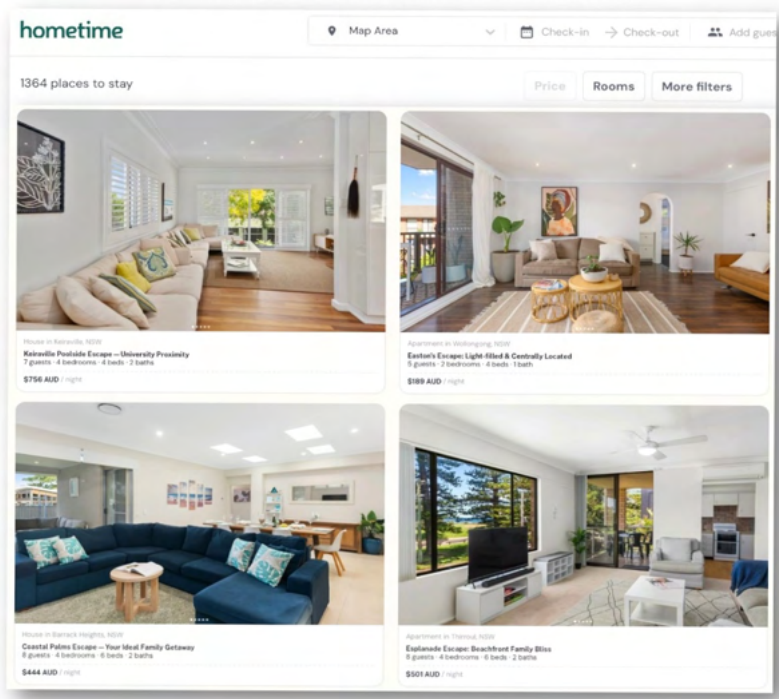 hometime
Map Area
Check-in → Check-out
Add gues
1364 places to stay
Price
Rooms
More filters
House in Keiraville, NSW
Keiraville Poolside Escape — University Proximity
7 guests · 4 bedrooms · 4 beds · 2 baths
$756 AUD / night
Apartment in Wollongong, NSW
Easton's Escape: Light-filled & Centrally Located
5 guests · 2 bedrooms · 4 beds · 1 bath
$189 AUD / night
House in Barrack Heights, NSW
Coastal Palms Escape — Your Ideal Family Getaway
8 guests · 4 bedrooms · 6 beds · 2 baths
$444 AUD / night
Apartment in Thirroul, NSW
Esplanade Escape: Beachfront Family Bliss
8 guests · 4 bedrooms · 6 beds · 2 baths
$501 AUD / night